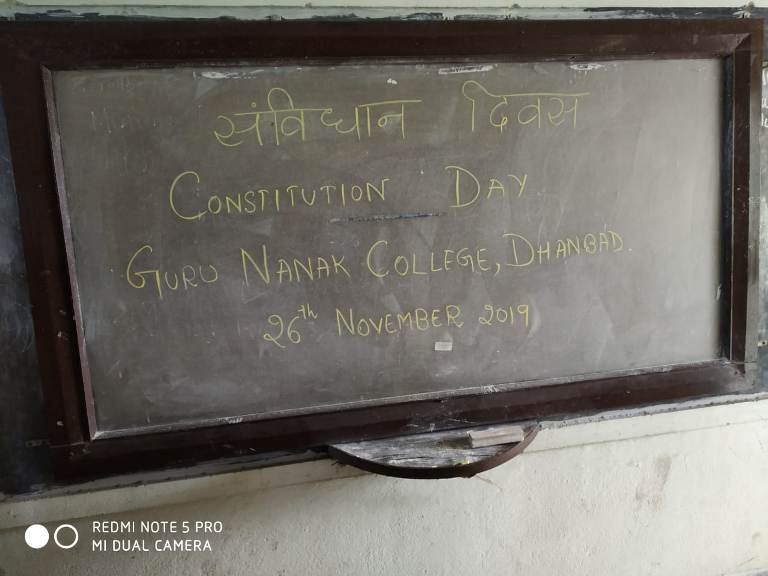 संविधान दिवस
CONSTITUTION DAY
GURU NANAK COLLEGE, DHANBAD.
26th NOVEMBER 2019
REDMI NOTE 5 PRO
MI DUAL CAMERA